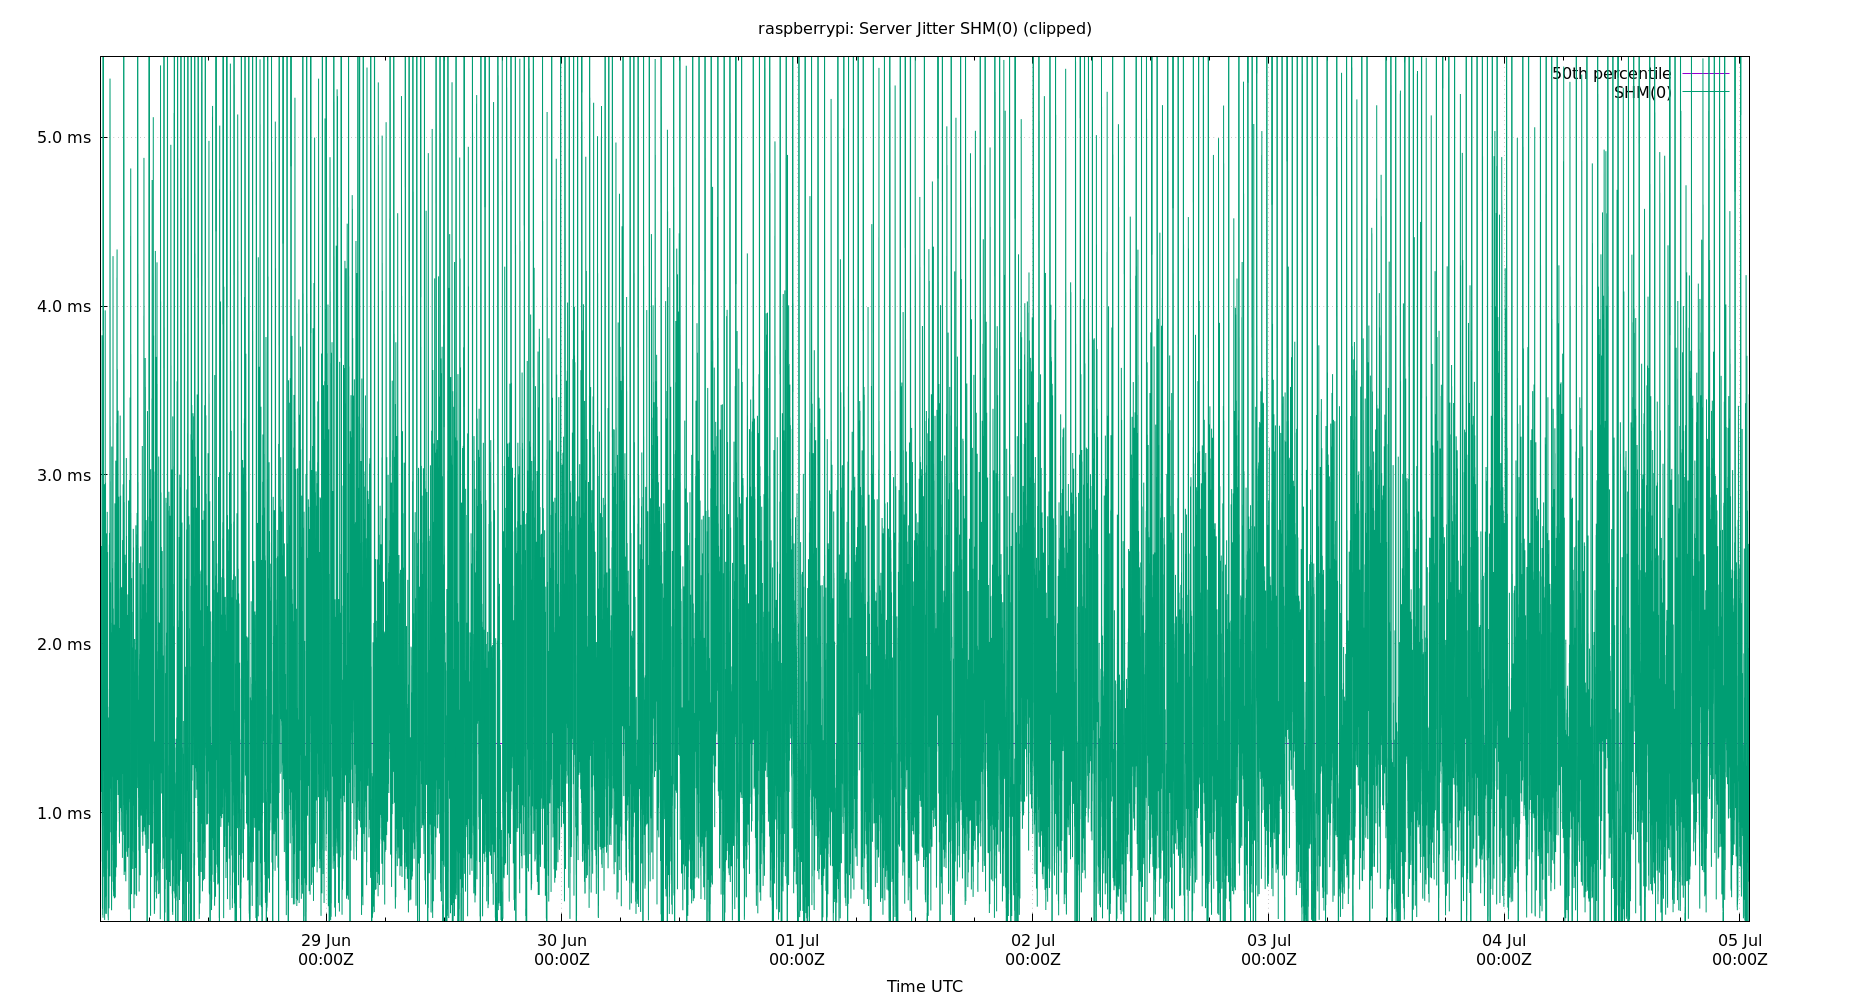 raspberrypi: Server Jitter SHM(0) (clipped)
50th percentile
SHM(0)
5.0 ms
4.0 ms
3.0 ms
2.0 ms
1.0 ms
29 Jun 30 Jun 01 Jul 02 Jul 03 Jul 04 Jul 05 Jul
00:00Z 00:00Z 00:00Z 00:00Z 00:00Z 00:00Z 00:00Z
Time UTC